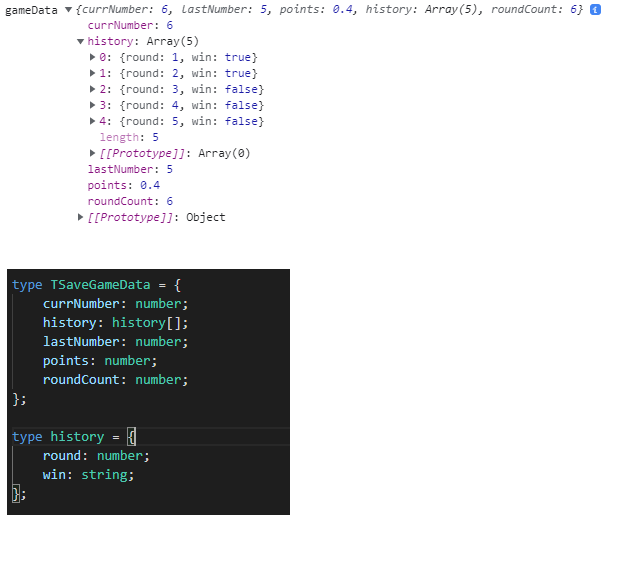 gameData ▼{currNumber: 6, lastNumber: 5, points: 0.4, history: Array(5), roundCount: 6} i
currNumber: 6
▼history: Array(5)
▶0: {round: 1, win: true}
▶1: {round: 2, win: true}
▶2: {round: 3, win: false}
▶3: {round: 4, win: false}
▶4: {round: 5, win: false}
length: 5
▶[[Prototype]]: Array(0)
lastNumber: 5
points: 0.4
roundCount: 6
▶[[Prototype]]: Object
type TSaveGameData = {
currNumber: number;
history: history[];
lastNumber: number;
points: number;
roundCount: number;
};
type history = {
round: number;
win: string;
};